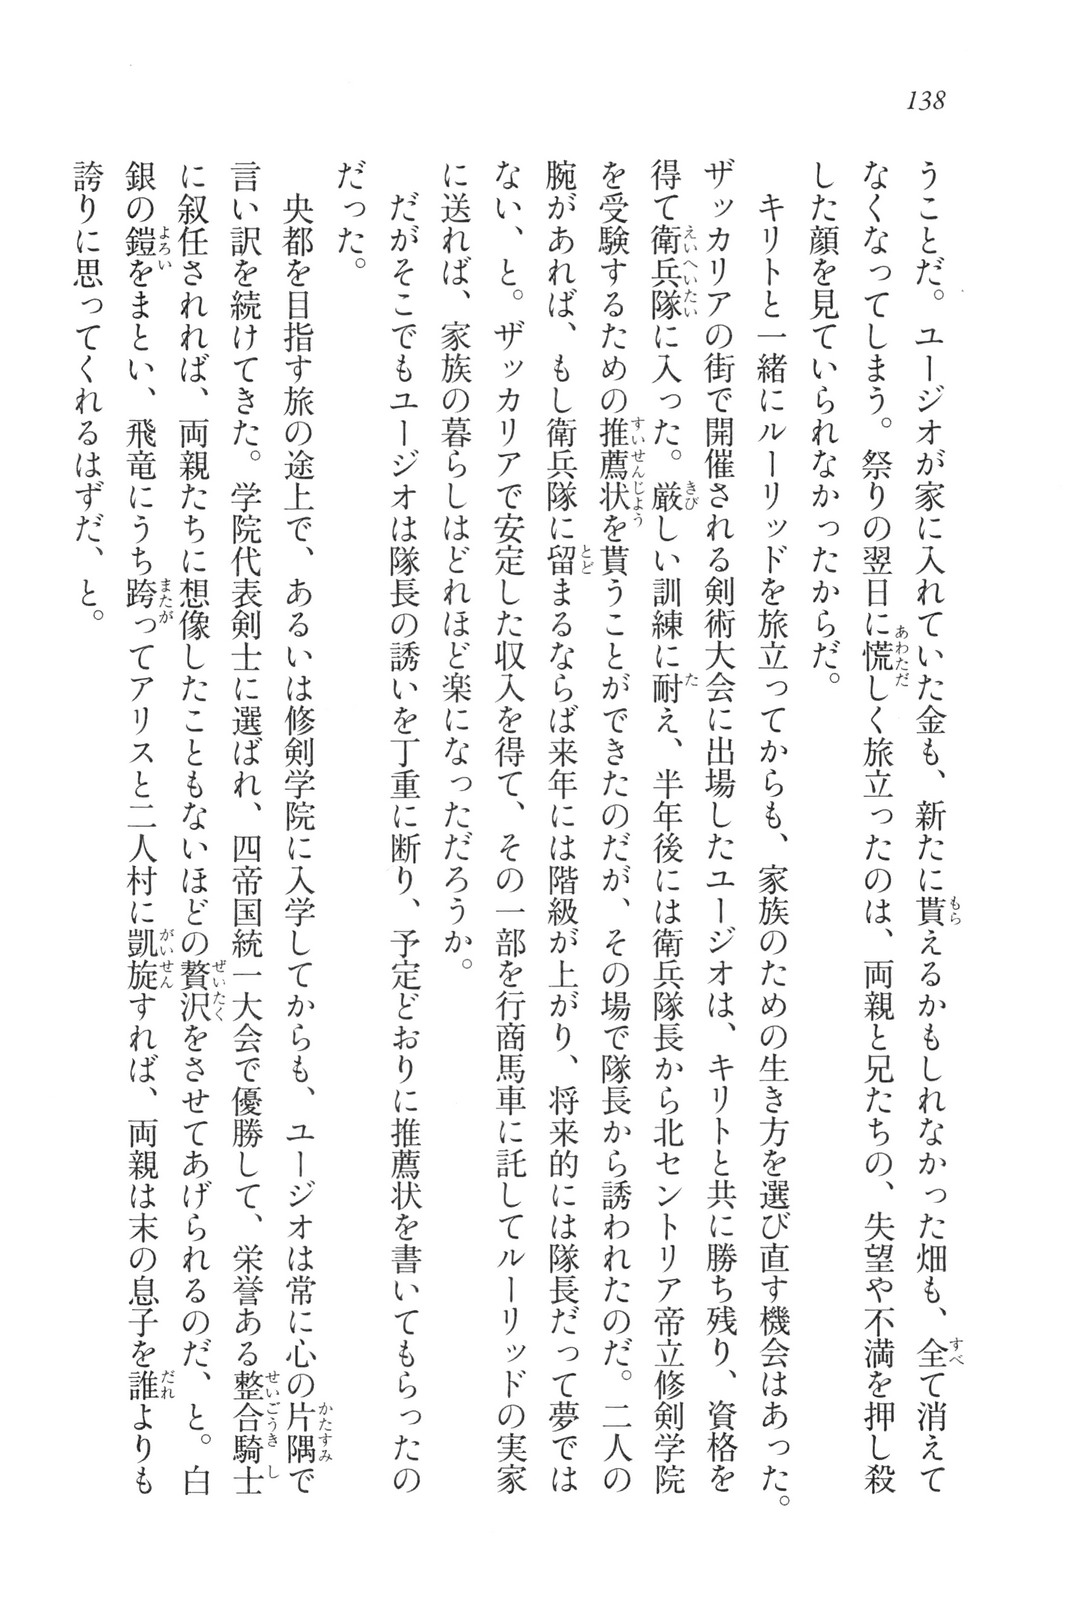 138
うことだ。ユージオが家に入れていた金も、新たに貰えるかもしれなかった畑も、全て消えて
なくなってしまう。祭りの翌日に慌しく旅立ったのは、両親と兄たちの、失望や不満を押し殺
した顔を見ていられなかったからだ。
キリトと一緒にルーリッドを旅立ってからも、家族のための生き方を選び直す機会はあった。
ザッカリアの街で開催される剣術大会に出場したユージオは、キリトと共に勝ち残り、資格を
得て衛兵隊に入った。厳しい訓練に耐え、半年後には衛兵隊長から北セントリア帝立修剣学院
を受験するための推薦状を貰うことができたのだが、その場で隊長から誘われたのだ。二人の
腕があれば、もし衛兵隊に留まるならば来年には階級が上がり、将来的には隊長だって夢では
ない、と。ザッカリアで安定した収入を得て、その一部を行商馬車に託してルーリッドの実家
に送れば、家族の暮らしはどれほど楽になっただろうか。
だがそこでもユージオは隊長の誘いを丁重に断り、予定どおりに推薦状を書いてもらったの
だった。
央都を目指す旅の途上で、あるいは修剣学院に入学してからも、ユージオは常に心の片隅で
言い訳を続けてきた。学院代表剣士に選ばれ、四帝国統一大会で優勝して、栄誉ある整合騎士
に叙任されれば、両親たちに想像したこともないほどの贅沢をさせてあげられるのだ、と。白
銀の鎧をまとい、飛竜にうち跨ってアリスと二人村に凱旋すれば、両親は末の息子を誰よりも
誇りに思ってくれるはずだ、と。